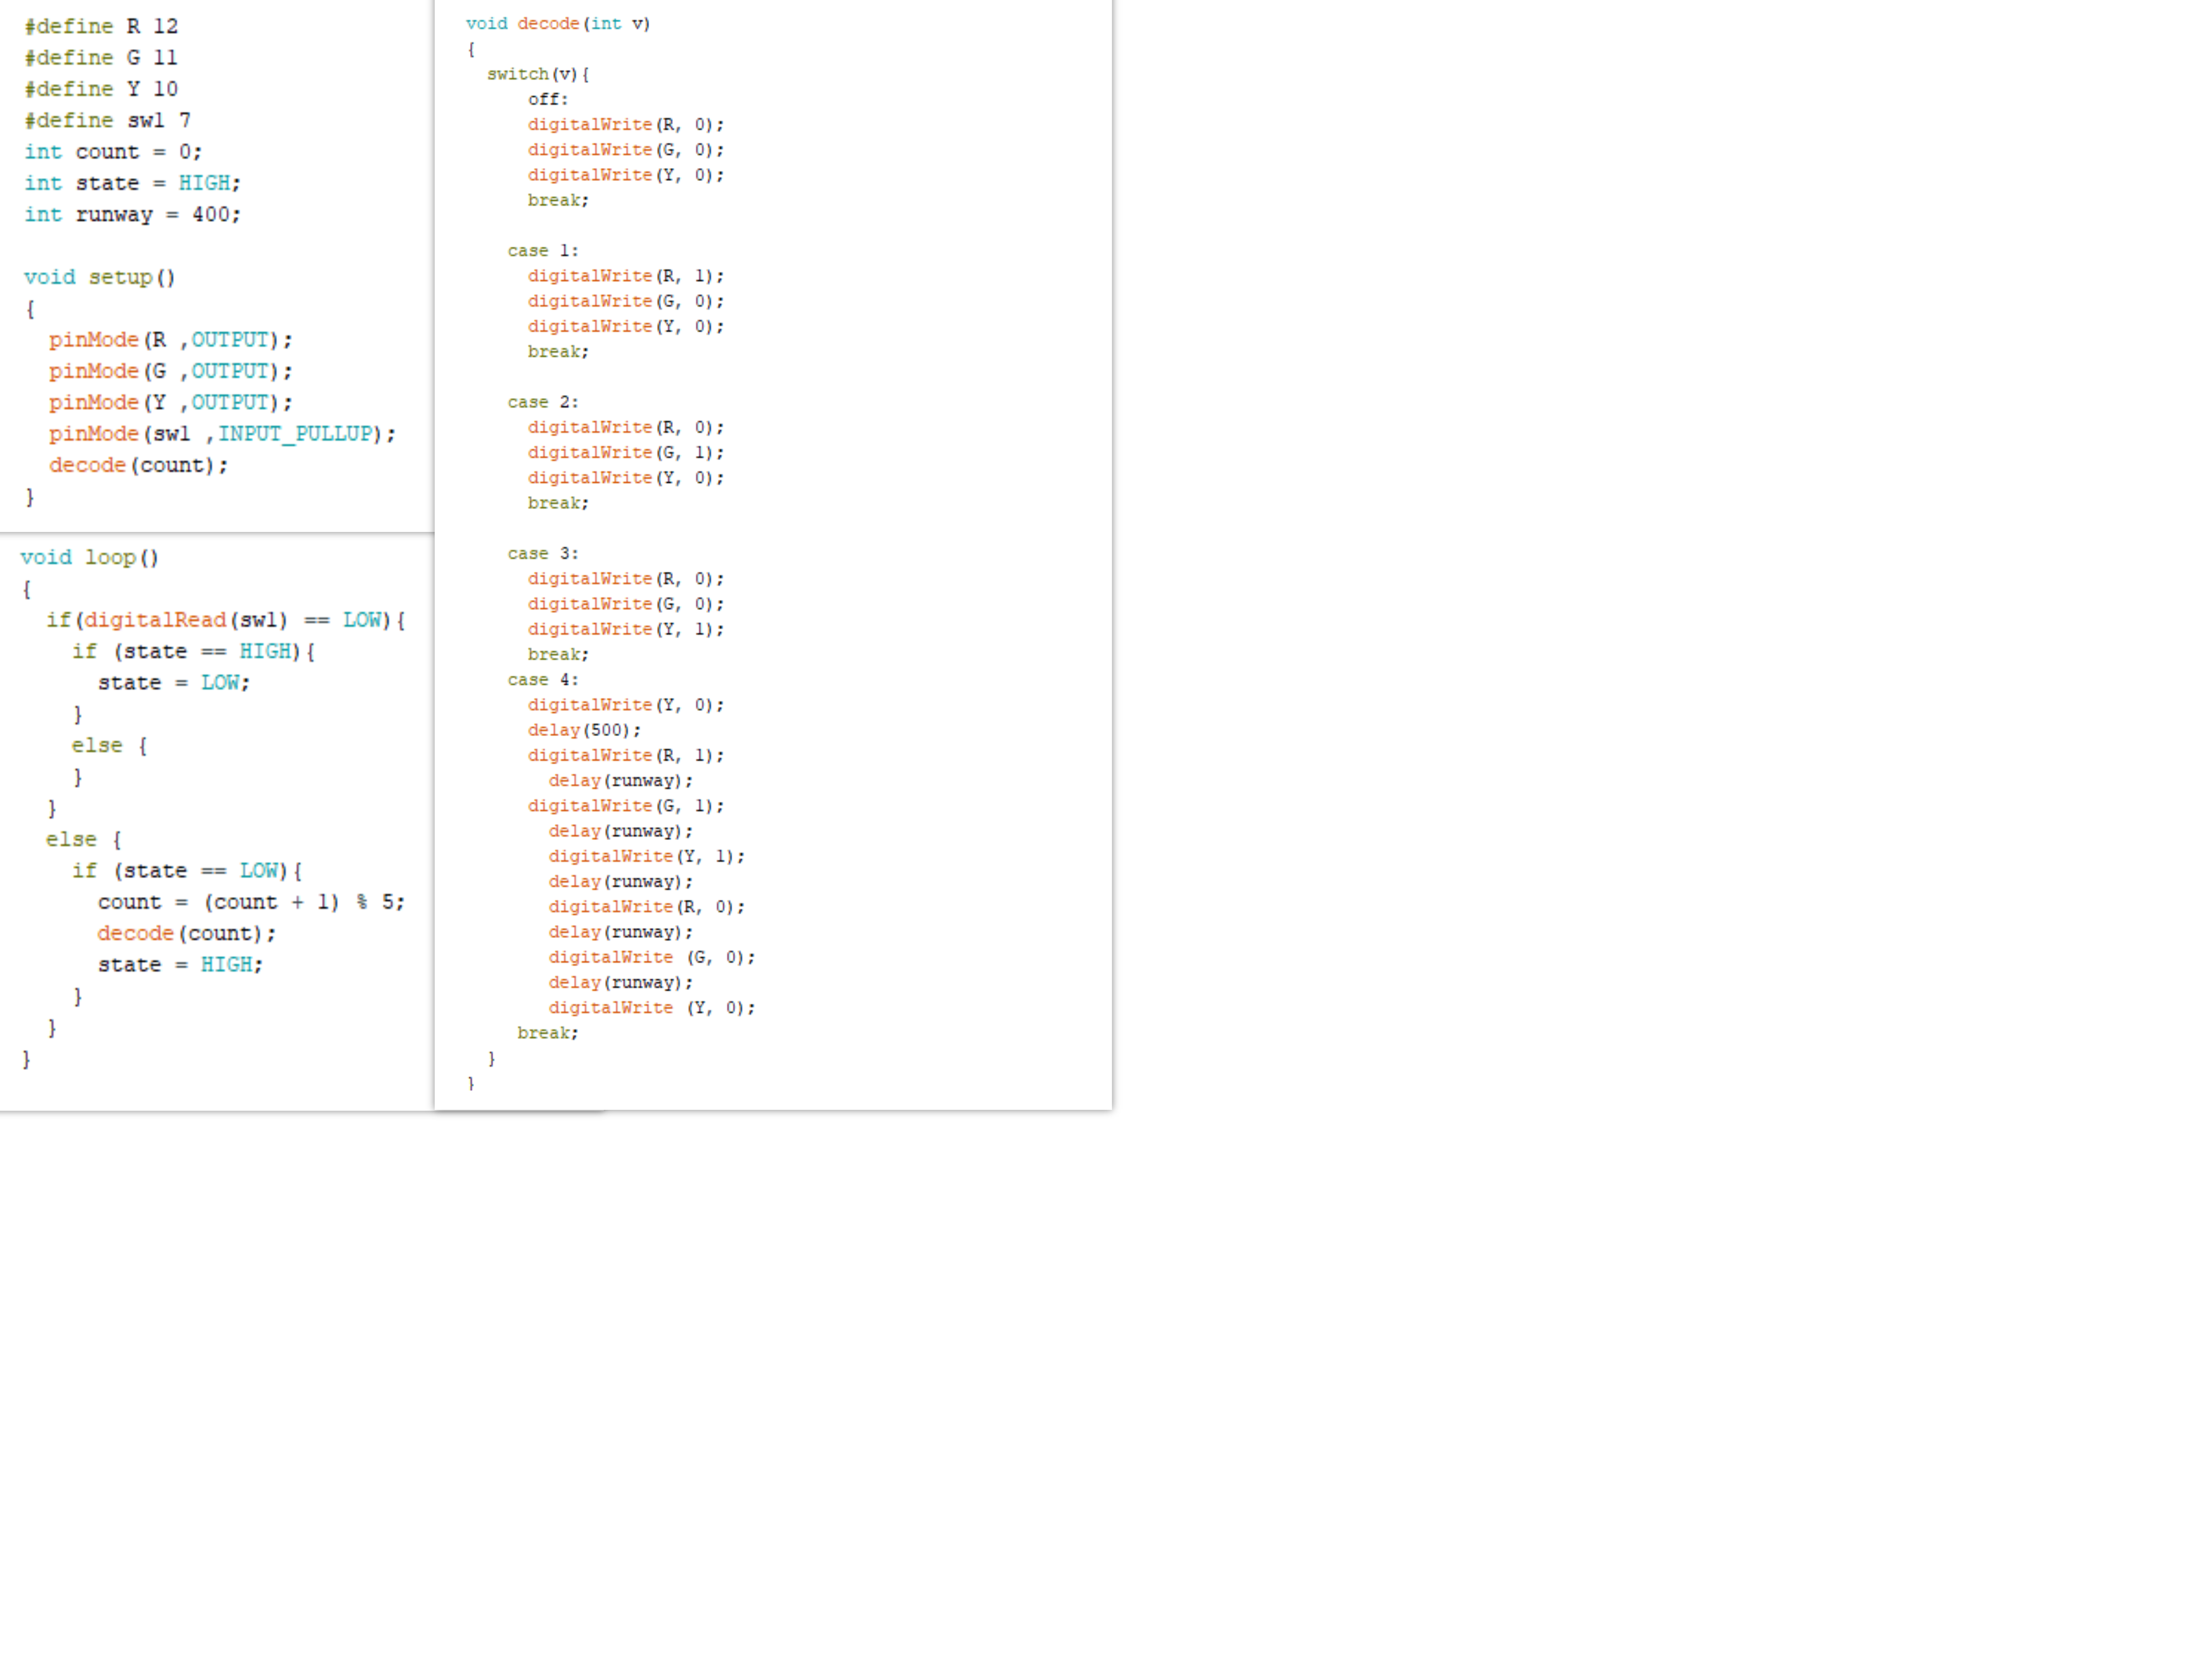 #define R 12
#define G 11
#define Y 10
#define sw1 7
int count = 0;
int state = HIGH;
int runway = 400;

void setup()
{
  pinMode(R ,OUTPUT);
  pinMode(G ,OUTPUT);
  pinMode(Y ,OUTPUT);
  pinMode(sw1 ,INPUT_PULLUP);
  decode(count);
}

void loop()
{
  if(digitalRead(sw1) == LOW){
    if (state == HIGH){
      state = LOW;
    }
    else {
    }
  }
  else {
    if (state == LOW){
      count = (count + 1) % 5;
      decode(count);
      state = HIGH;
    }
  }
}

void decode(int v)
{
  switch(v){
      off:
      digitalWrite(R, 0);
      digitalWrite(G, 0);
      digitalWrite(Y, 0);
      break;

    case 1:
      digitalWrite(R, 1);
      digitalWrite(G, 0);
      digitalWrite(Y, 0);
      break;

    case 2:
      digitalWrite(R, 0);
      digitalWrite(G, 1);
      digitalWrite(Y, 0);
      break;

    case 3:
      digitalWrite(R, 0);
      digitalWrite(G, 0);
      digitalWrite(Y, 1);
      break;
    case 4:
      digitalWrite(Y, 0);
      delay(500);
      digitalWrite(R, 1);
        delay(runway);
      digitalWrite(G, 1);
        delay(runway);
        digitalWrite(Y, 1);
        delay(runway);
        digitalWrite(R, 0);
        delay(runway);
        digitalWrite (G, 0);
        delay(runway);
        digitalWrite (Y, 0);
     break;
  }
}